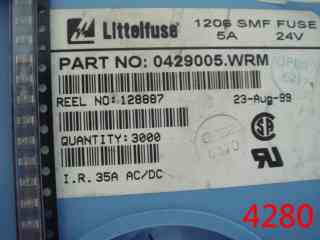 Littelfuse
1206 SMF FUSE
5A 24V
PART NO: 0429005.WRM
REEL NO:128887 23-Aug-99
QUANTITY:3000
I.R. 35A AC/DC
4280